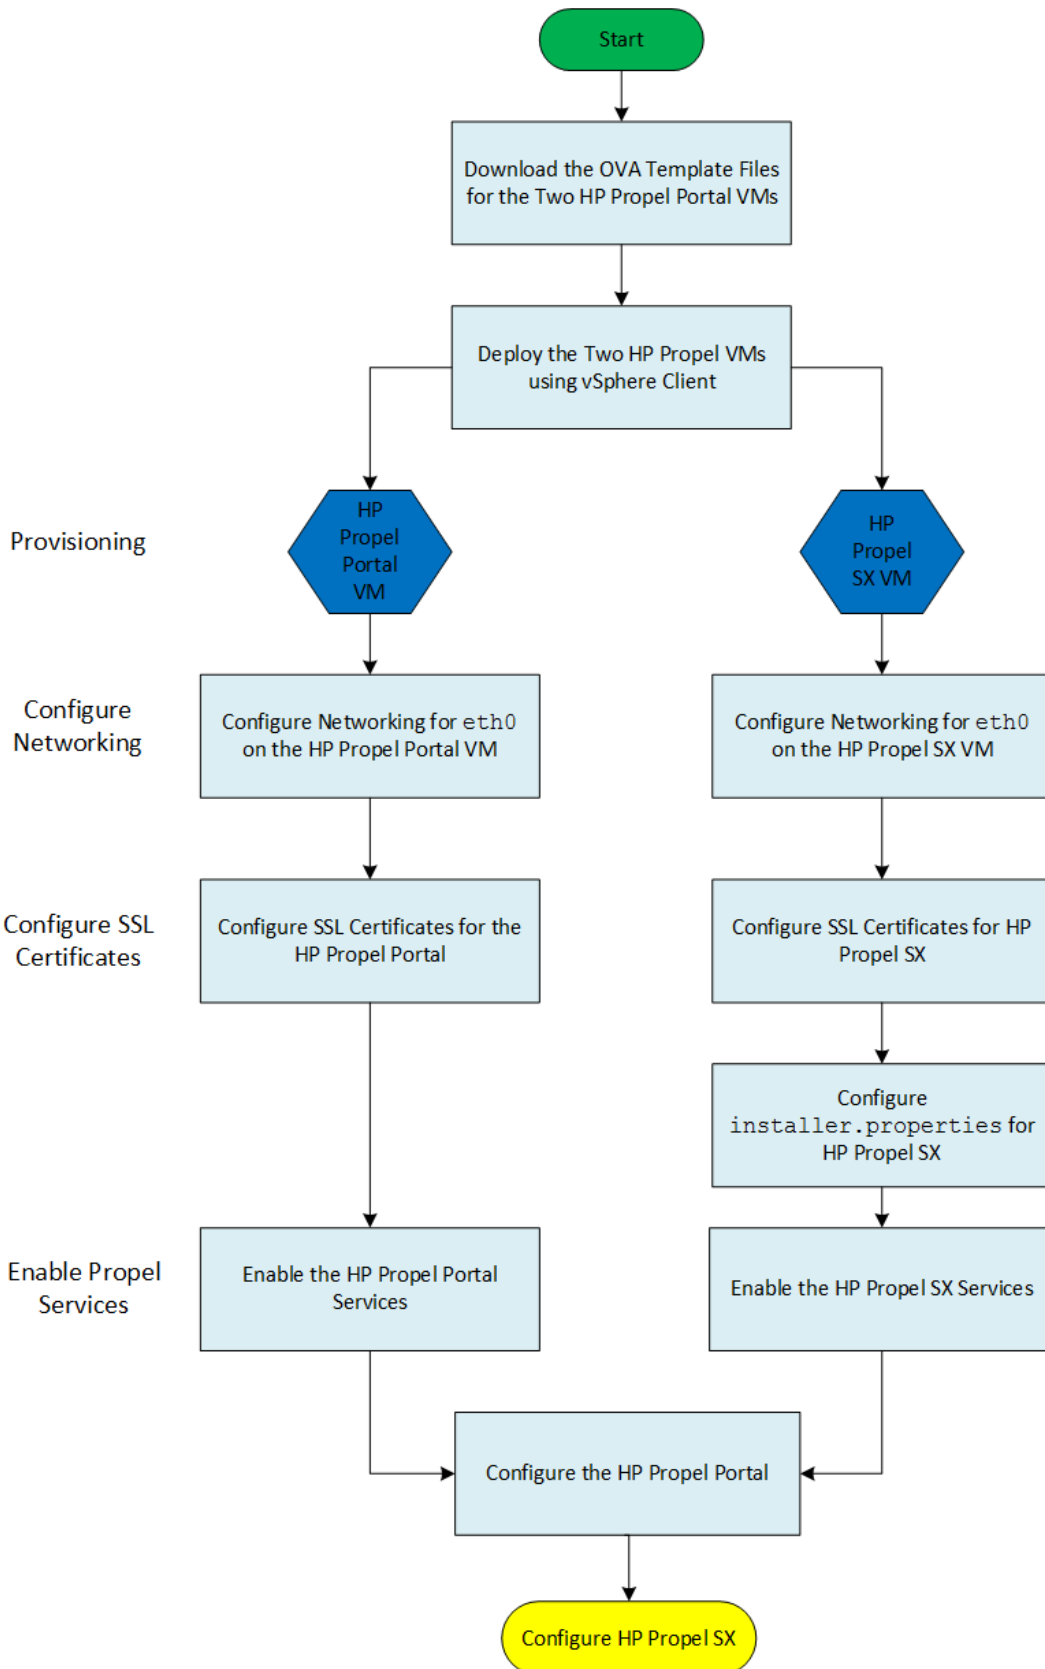 Start
Download the OVA Template Files
for the Two HP Propel Portal VMs
Deploy the Two HP Propel VMs
using vSphere Client
Provisioning
HP
Propel
Portal
VM
HP
Propel
SX VM
Configure
Networking
Configure Networking for eth0
on the HP Propel Portal VM
Configure Networking for eth0
on the HP Propel SX VM
Configure SSL
Certificates
Configure SSL Certificates for the
HP Propel Portal
Configure SSL Certificates for HP
Propel SX
Configure
installer.properties for
HP Propel SX
Enable Propel
Services
Enable the HP Propel Portal
Services
Enable the HP Propel SX Services
Configure the HP Propel Portal
Configure HP Propel SX